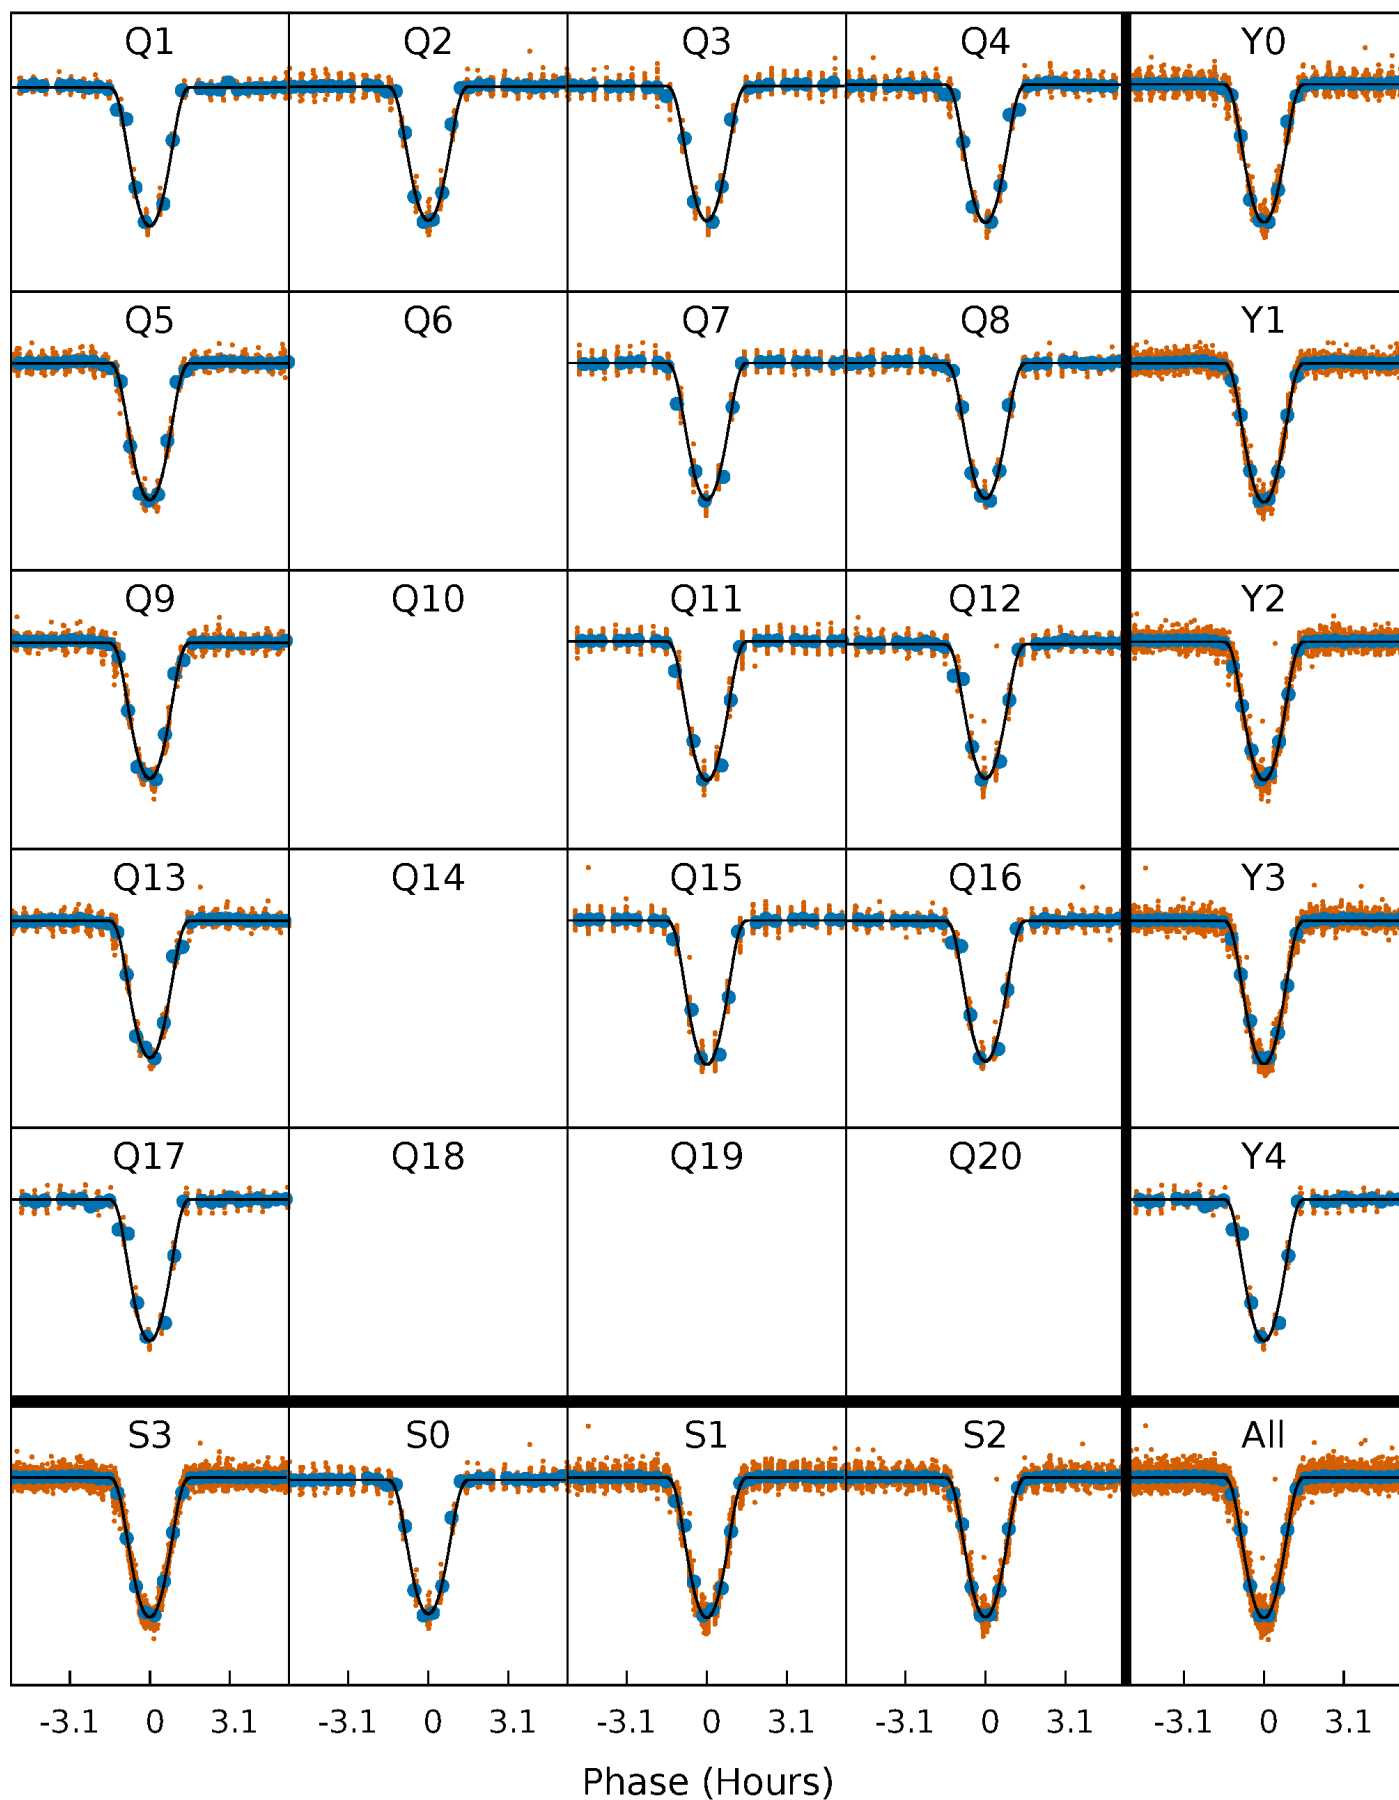 Q1 Q2 Q3 Q4 Y0
Q5 Q6 Q7 Q8 Y1
Q9 Q10 Q11 Q12 Y2
Q13 Q14 Q15 Q16 Y3
Q17 Q18 Q19 Q20 Y4
S3 S0 S1 S2 All
-3.1 0 3.1 -3.1 0 3.1 -3.1 0 3.1 -3.1 0 3.1 -3.1 0 3.1
Phase (Hours)